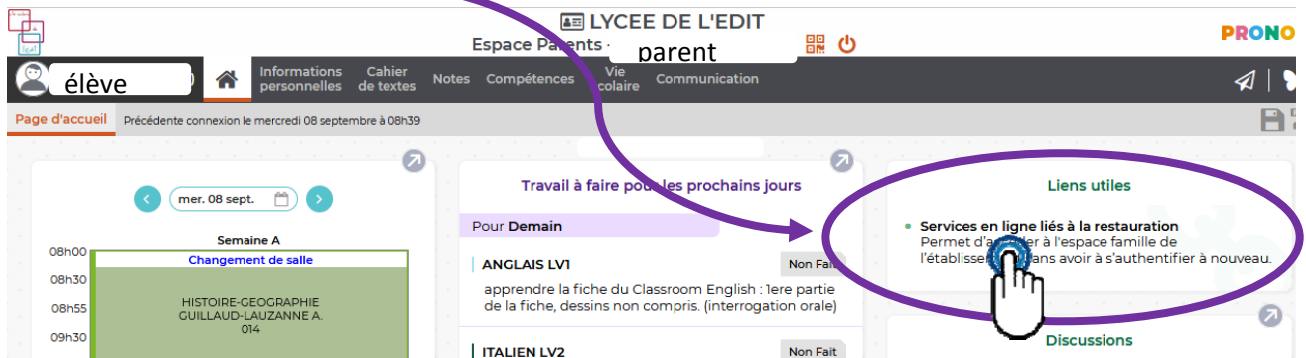 LYCEE DE L'EDIT
Espace Parents · parent
PRONO
élève
Informations personnelles
Cahier de textes
Notes
Compétences
Vie
colaire
Communication
Page d'accueil
Précédente connexion le mercredi 08 septembre à 08h39
mer. 08 sept.
Semaine A
08h00
Changement de salle
08h30
08h55
09h30
HISTOIRE-GEOGRAPHIE
GUILLAUD-LAUZANNE A.
014
Travail à faire pour les prochains jours
Pour Demain
ANGLAIS LV1
Non Fait
apprendre la fiche du Classroom English : 1ere partie
de la fiche, dessins non compris. (interrogation orale)
ITALIEN LV2
Non Fait
Liens utiles
Services en ligne liés à la restauration
Permet d'a der à l'espace famille de
l'établisse ans avoir à s'authentifier à nouveau.
Discussions